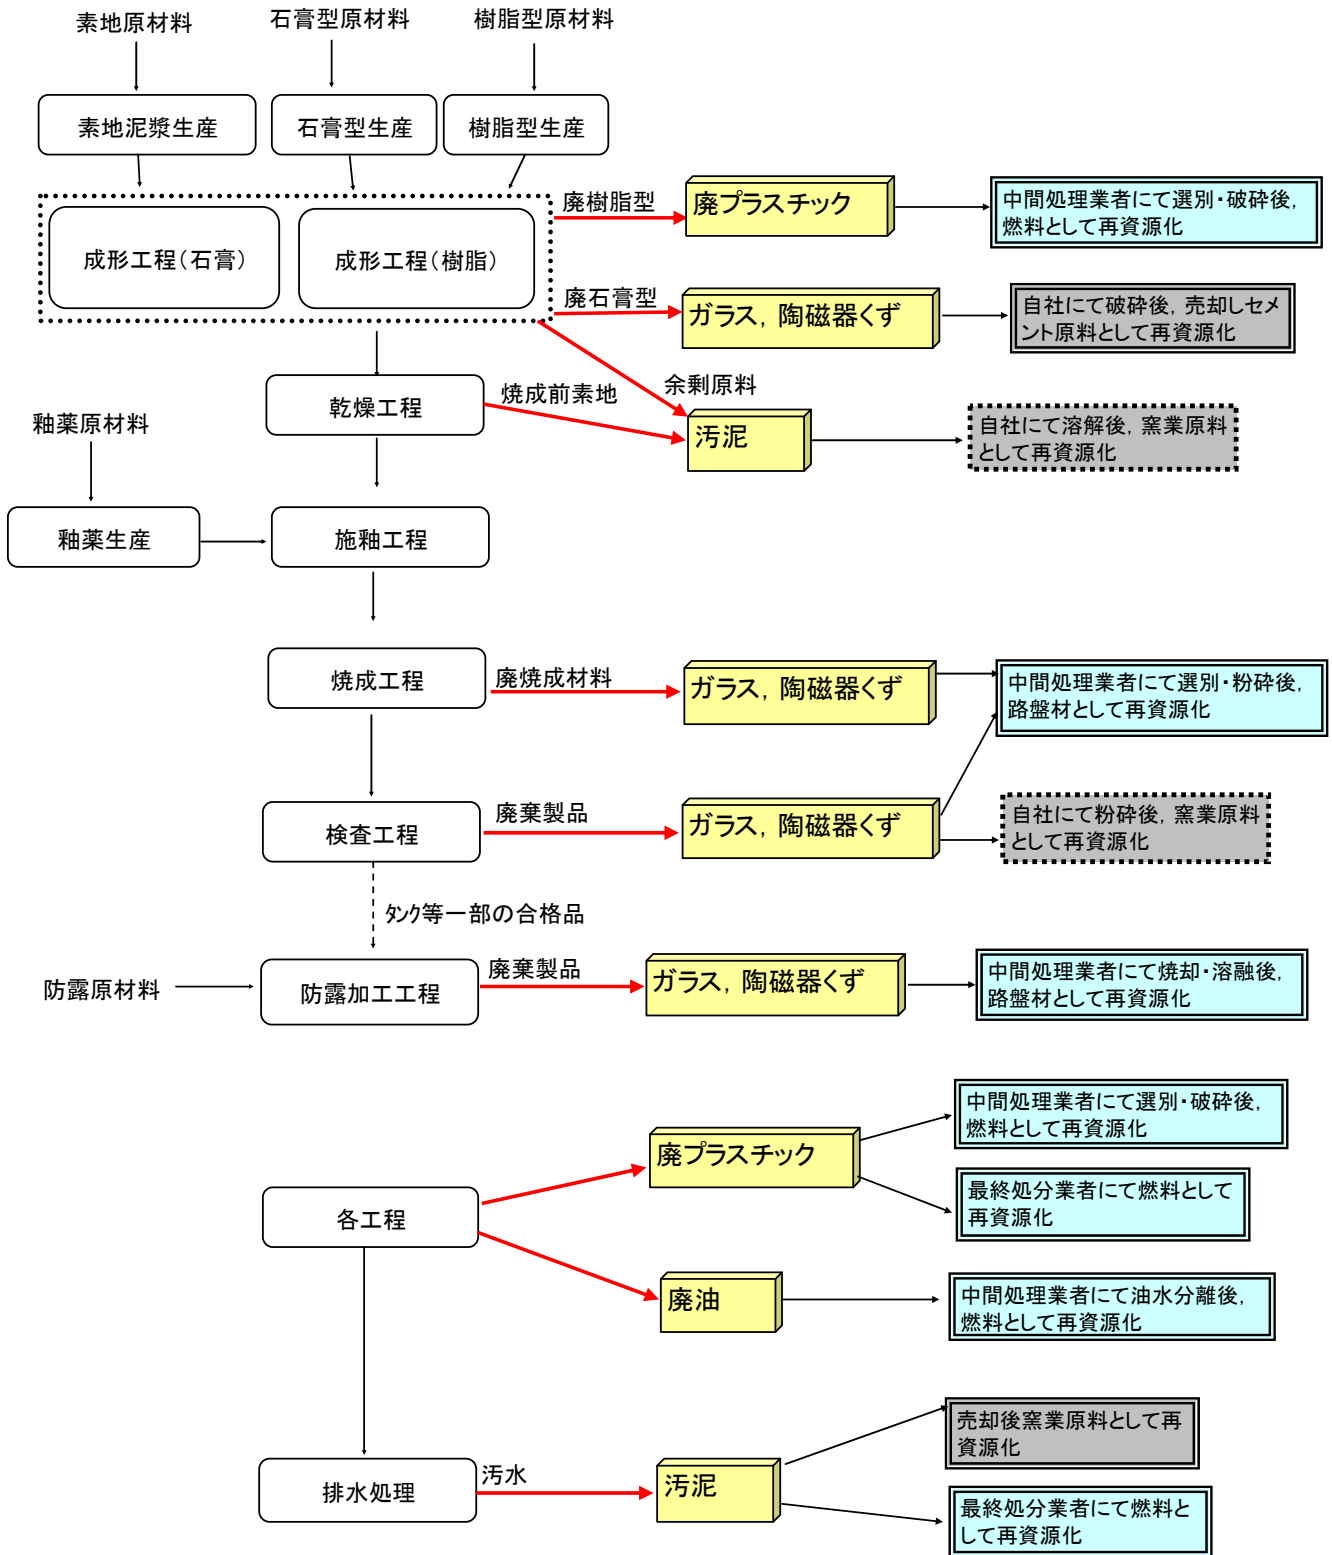 素地原材料
石膏型原材料
樹脂型原材料
素地泥漿生産
石膏型生産
樹脂型生産
成形工程（石膏）
成形工程（樹脂）
廃樹脂型
廃プラスチック
中間処理業者にて選別・破砕後，
燃料として再資源化
廃石膏型
ガラス，陶磁器くず
自社にて破砕後，売却しセメ
ント原料として再資源化
乾燥工程
焼成前素地
余剰原料
汚泥
自社にて溶解後，窯業原料
として再資源化
釉薬原材料
釉薬生産
施釉工程
焼成工程
廃焼成材料
ガラス，陶磁器くず
中間処理業者にて選別・粉砕後，
路盤材として再資源化
検査工程
廃棄製品
ガラス，陶磁器くず
自社にて粉砕後，窯業原料
として再資源化
ﾀﾝｸ等一部の合格品
防露原材料
防露加工工程
廃棄製品
ガラス，陶磁器くず
中間処理業者にて焼却・溶融後，
路盤材として再資源化
各工程
廃プラスチック
中間処理業者にて選別・破砕後，
燃料として再資源化
最終処分業者にて燃料として
再資源化
廃油
中間処理業者にて油水分離後，
燃料として再資源化
排水処理
汚水
汚泥
売却後窯業原料として再
資源化
最終処分業者にて燃料と
して再資源化